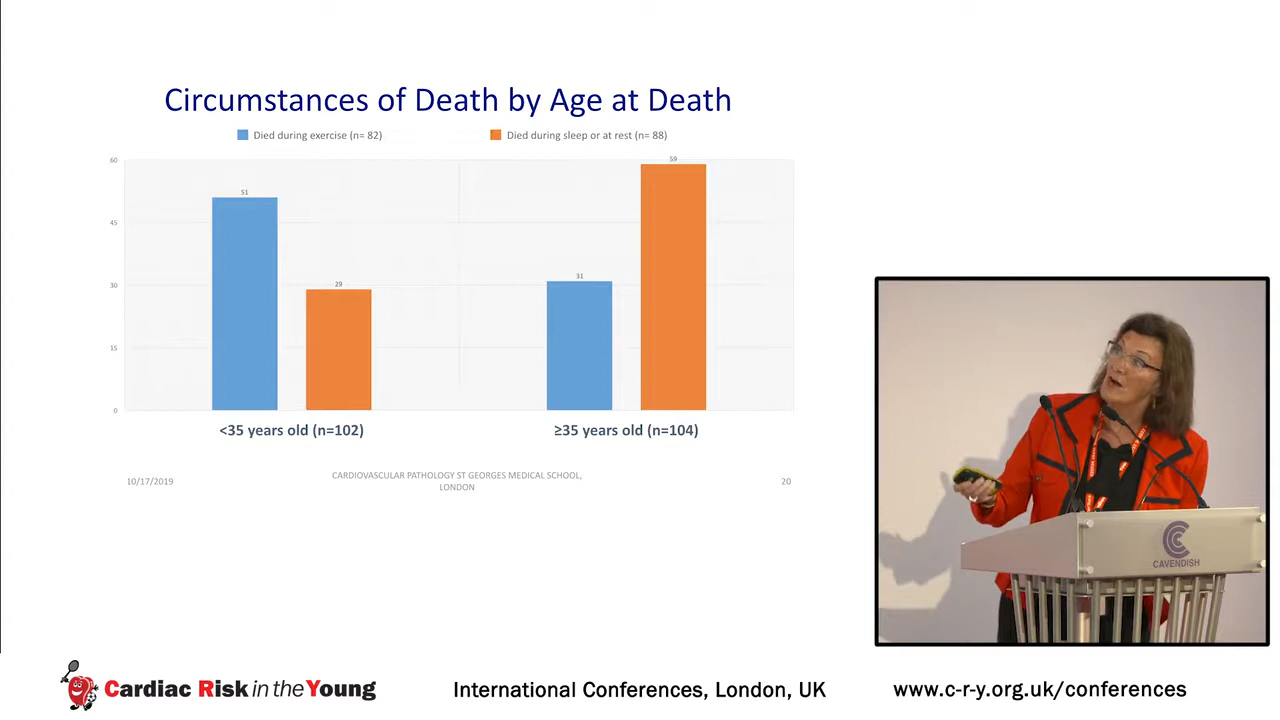 Circumstances of Death by Age at Death
Died during exercise (n= 82)
Died during sleep or at rest (n= 88)
60
45
30
15
0
51
29
31
59
<35 years old (n=102)
≥35 years old (n=104)
10/17/2019
CARDIOVASCULAR PATHOLOGY ST GEORGES MEDICAL SCHOOL,
LONDON
20
CAVENDISH
Cardiac Risk in the Young
International Conferences, London, UK
www.c-r-y.org.uk/conferences